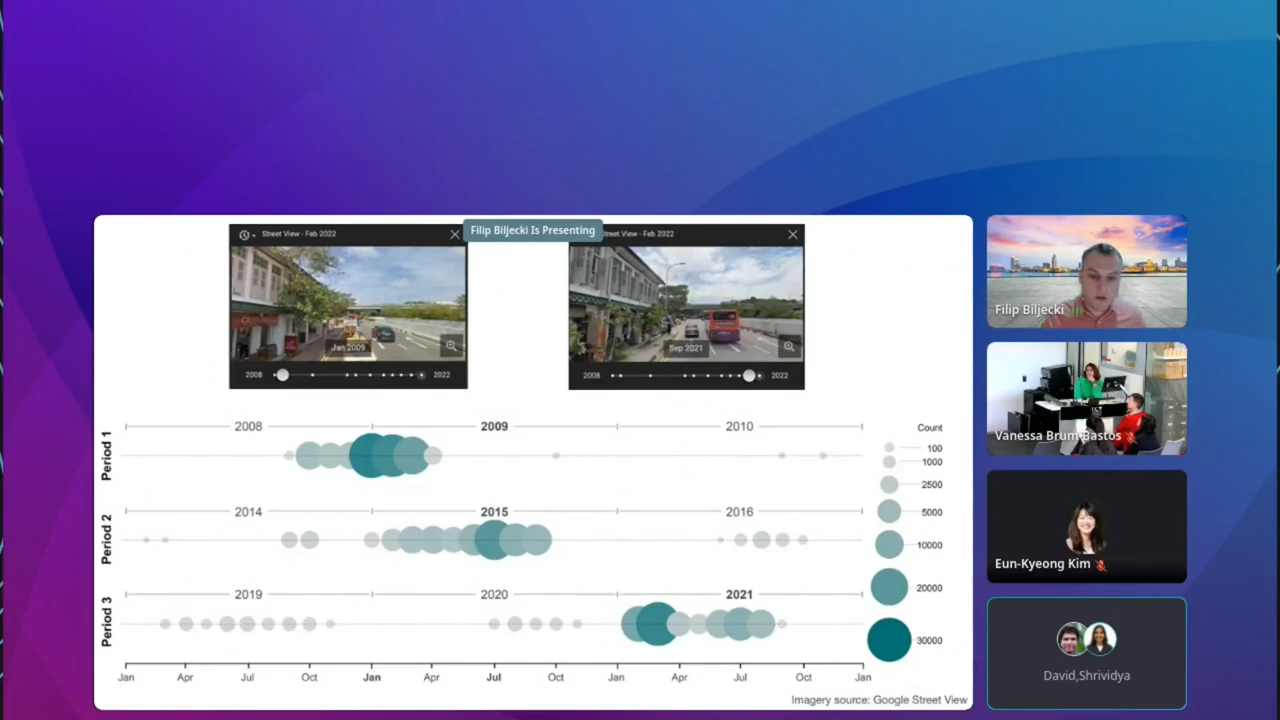 Filip Biljecki Is Presenting
Street View - Feb 2022
Street View - Feb 2022
Jan 2009
Sep 2021
2008 2022
2008 2022
2008 2009 2010
Period 1
2014 2015 2016
Period 2
2019 2020 2021
Period 3
Jan Apr Jul Oct Jan Apr Jul Oct Jan Apr Jul Oct Jan
Count
100
1000
2500
5000
10000
20000
30000
Imagery source: Google Street View
Filip Biljecki
Vanessa Brum-Bastos
Eun-Kyeong Kim
David,Shrividya